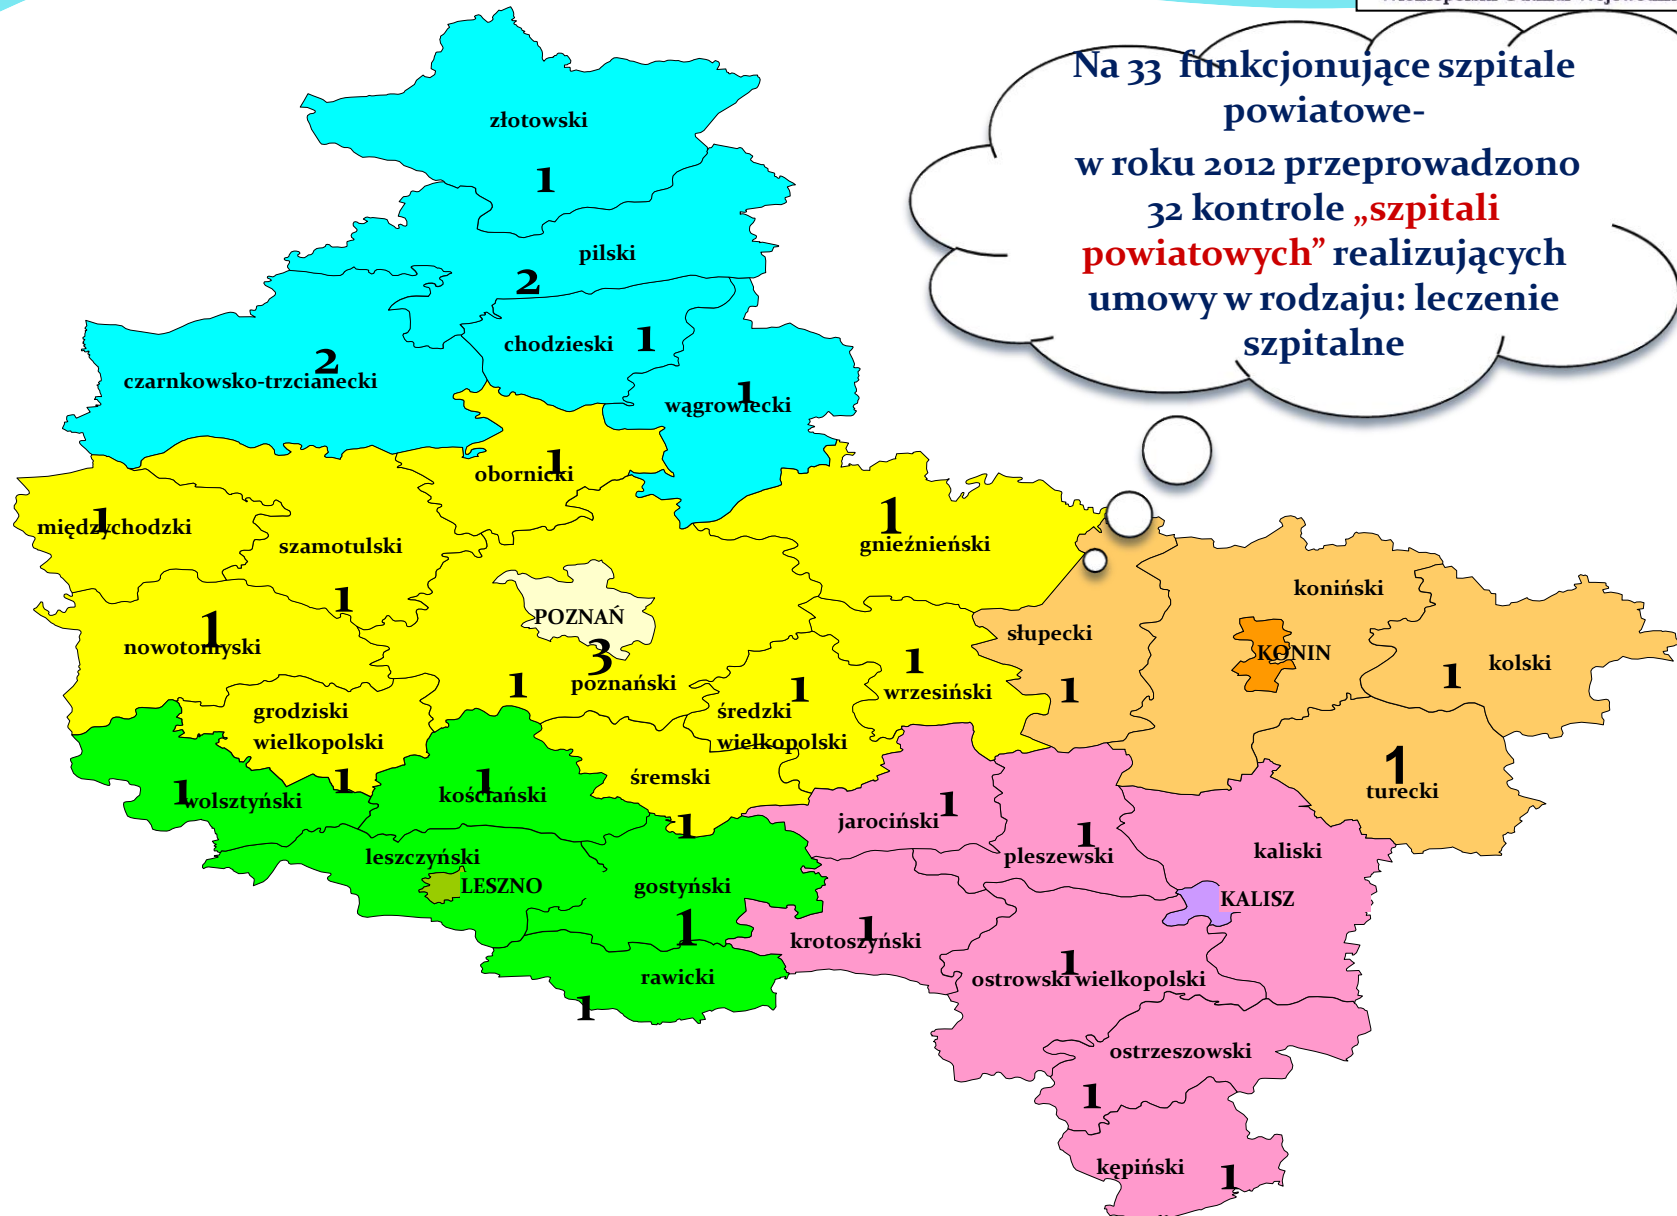 Na 33 funkcjonujące szpitale
powiatowe-
w roku 2012 przeprowadzono
32 kontrole „szpitali
powiatowych” realizujących
umowy w rodzaju: leczenie
szpitalne
złotowski
1
pilski
2
chodzieski 1
2
czarnkowsko-trzcianecki
1
wągrowiecki
1
obornicki
1
międzychodzki
szamotulski
1
1
gnieźnieński
1
nowotomyski
POZNAŃ
3
1
poznański
grodziski
wielkopolski
1
1
średzki
wielkopolski
1
wrzesiński
śremski
1
słupecki
1
koniński
KONIN
1
kolski
1
turecki
1
wolsztyński
1
kościański
leszczyński
LESZNO
gostyński
1
rawicki
1
1
jarociński
1
pleszewski
kaliski
KALISZ
1
krotoszyński
1
ostrowski wielkopolski
ostrzeszowski
1
kępiński
1